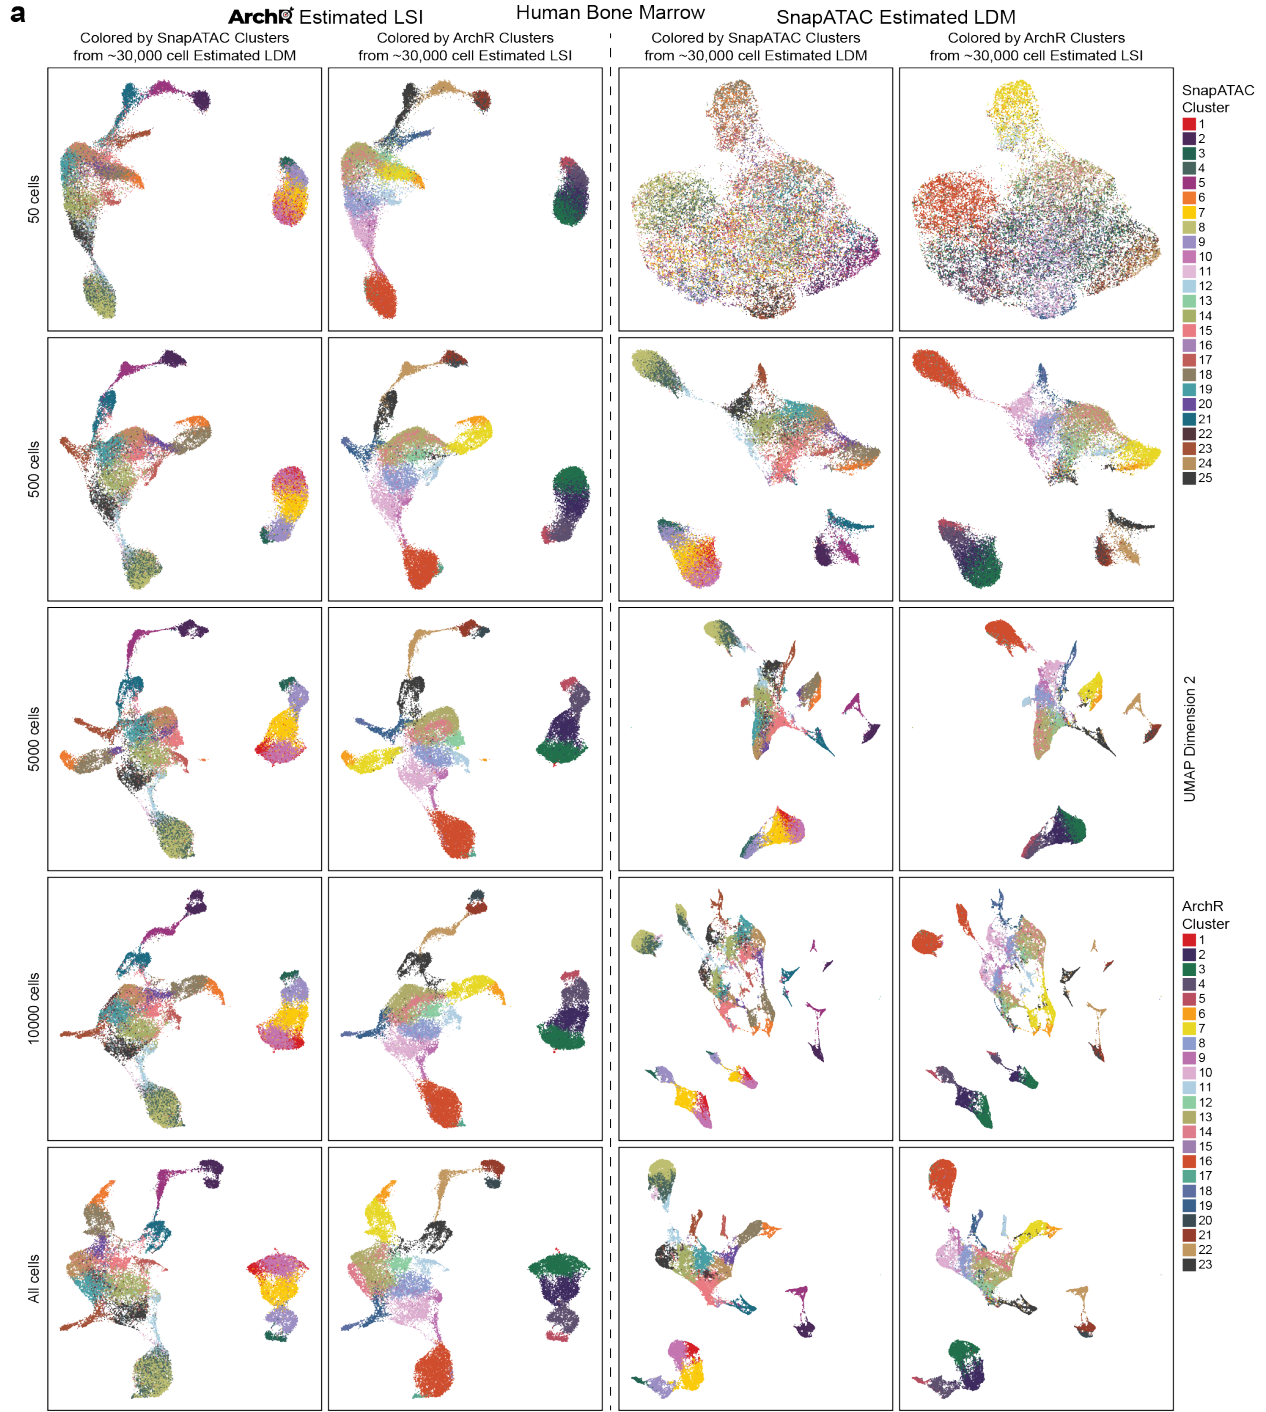 a
ArchR Estimated LSI
Human Bone Marrow
SnapATAC Estimated LDM
Colored by SnapATAC Clusters
from ~30,000 cell Estimated LDM
Colored by ArchR Clusters
from ~30,000 cell Estimated LSI
Colored by SnapATAC Clusters
from ~30,000 cell Estimated LDM
Colored by ArchR Clusters
from ~30,000 cell Estimated LSI
50 cells
500 cells
5000 cells
10000 cells
All cells
SnapATAC
Cluster
1
2
3
4
5
6
7
8
9
10
11
12
13
14
15
16
17
18
19
20
21
22
23
24
25
UMAP Dimension 2
ArchR
Cluster
1
2
3
4
5
6
7
8
9
10
11
12
13
14
15
16
17
18
19
20
21
22
23